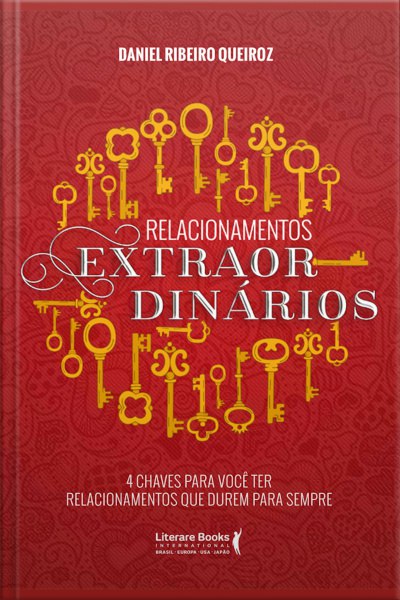 DANIEL RIBEIRO QUEIROZ
RELACIONAMENTOS
EXTRAOR
DINÁRIOS
4 CHAVES PARA VOCÊ TER
RELACIONAMENTOS QUE DUREM PARA SEMPRE
Literare Books
INTERNATIONAL
BRASIL · EUROPA · USA · JAPÃO